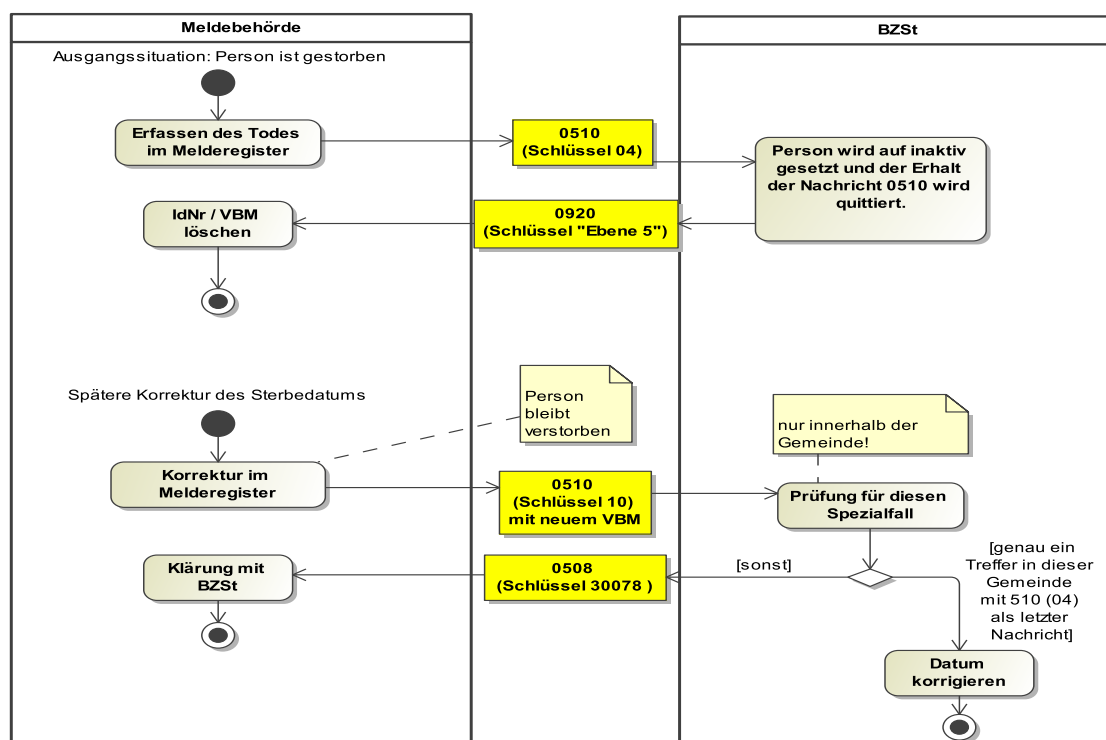 Meldebehörde
BZSt
Ausgangssituation: Person ist gestorben
Erfassen des Todes
im Melderegister
0510
(Schlüssel 04)
Person wird auf inaktiv
gesetzt und der Erhalt
der Nachricht 0510 wird
quittiert.
IdNr / VBM
löschen
0920
(Schlüssel "Ebene 5")
Spätere Korrektur des Sterbedatums
Person
bleibt
verstorben
nur innerhalb der
Gemeinde!
Korrektur im
Melderegister
0510
(Schlüssel 10)
mit neuem VBM
Prüfung für diesen
Spezialfall
Klärung mit
BZSt
0508
(Schlüssel 30078 )
[sonst]
[genau ein
Treffer in dieser
Gemeinde
mit 510 (04)
als letzter
Nachricht]
Datum
korrigieren